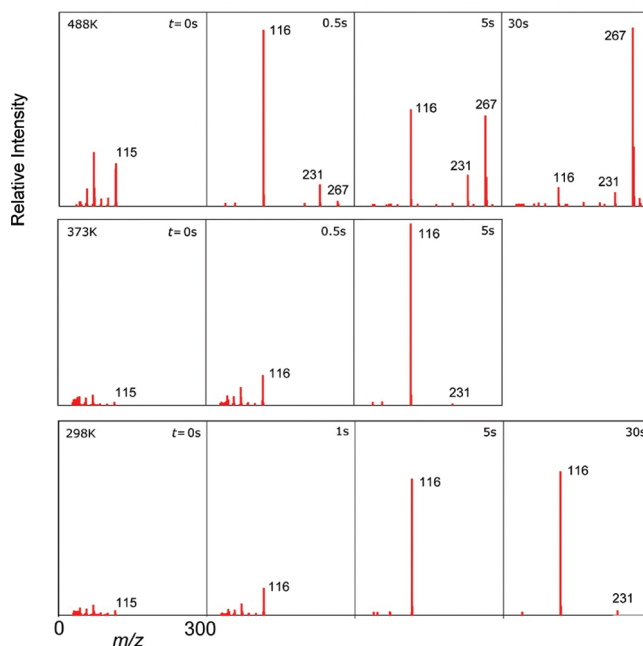 488K t=0s 0.5s 5s 30s
116 267
115 116 267
231 267 231 116 231
Relative Intensity
373K t=0s 0.5s 5s
116
115 116 231
298K t=0s 1s 5s 30s
116 116
115 116 231
0 m/z 300